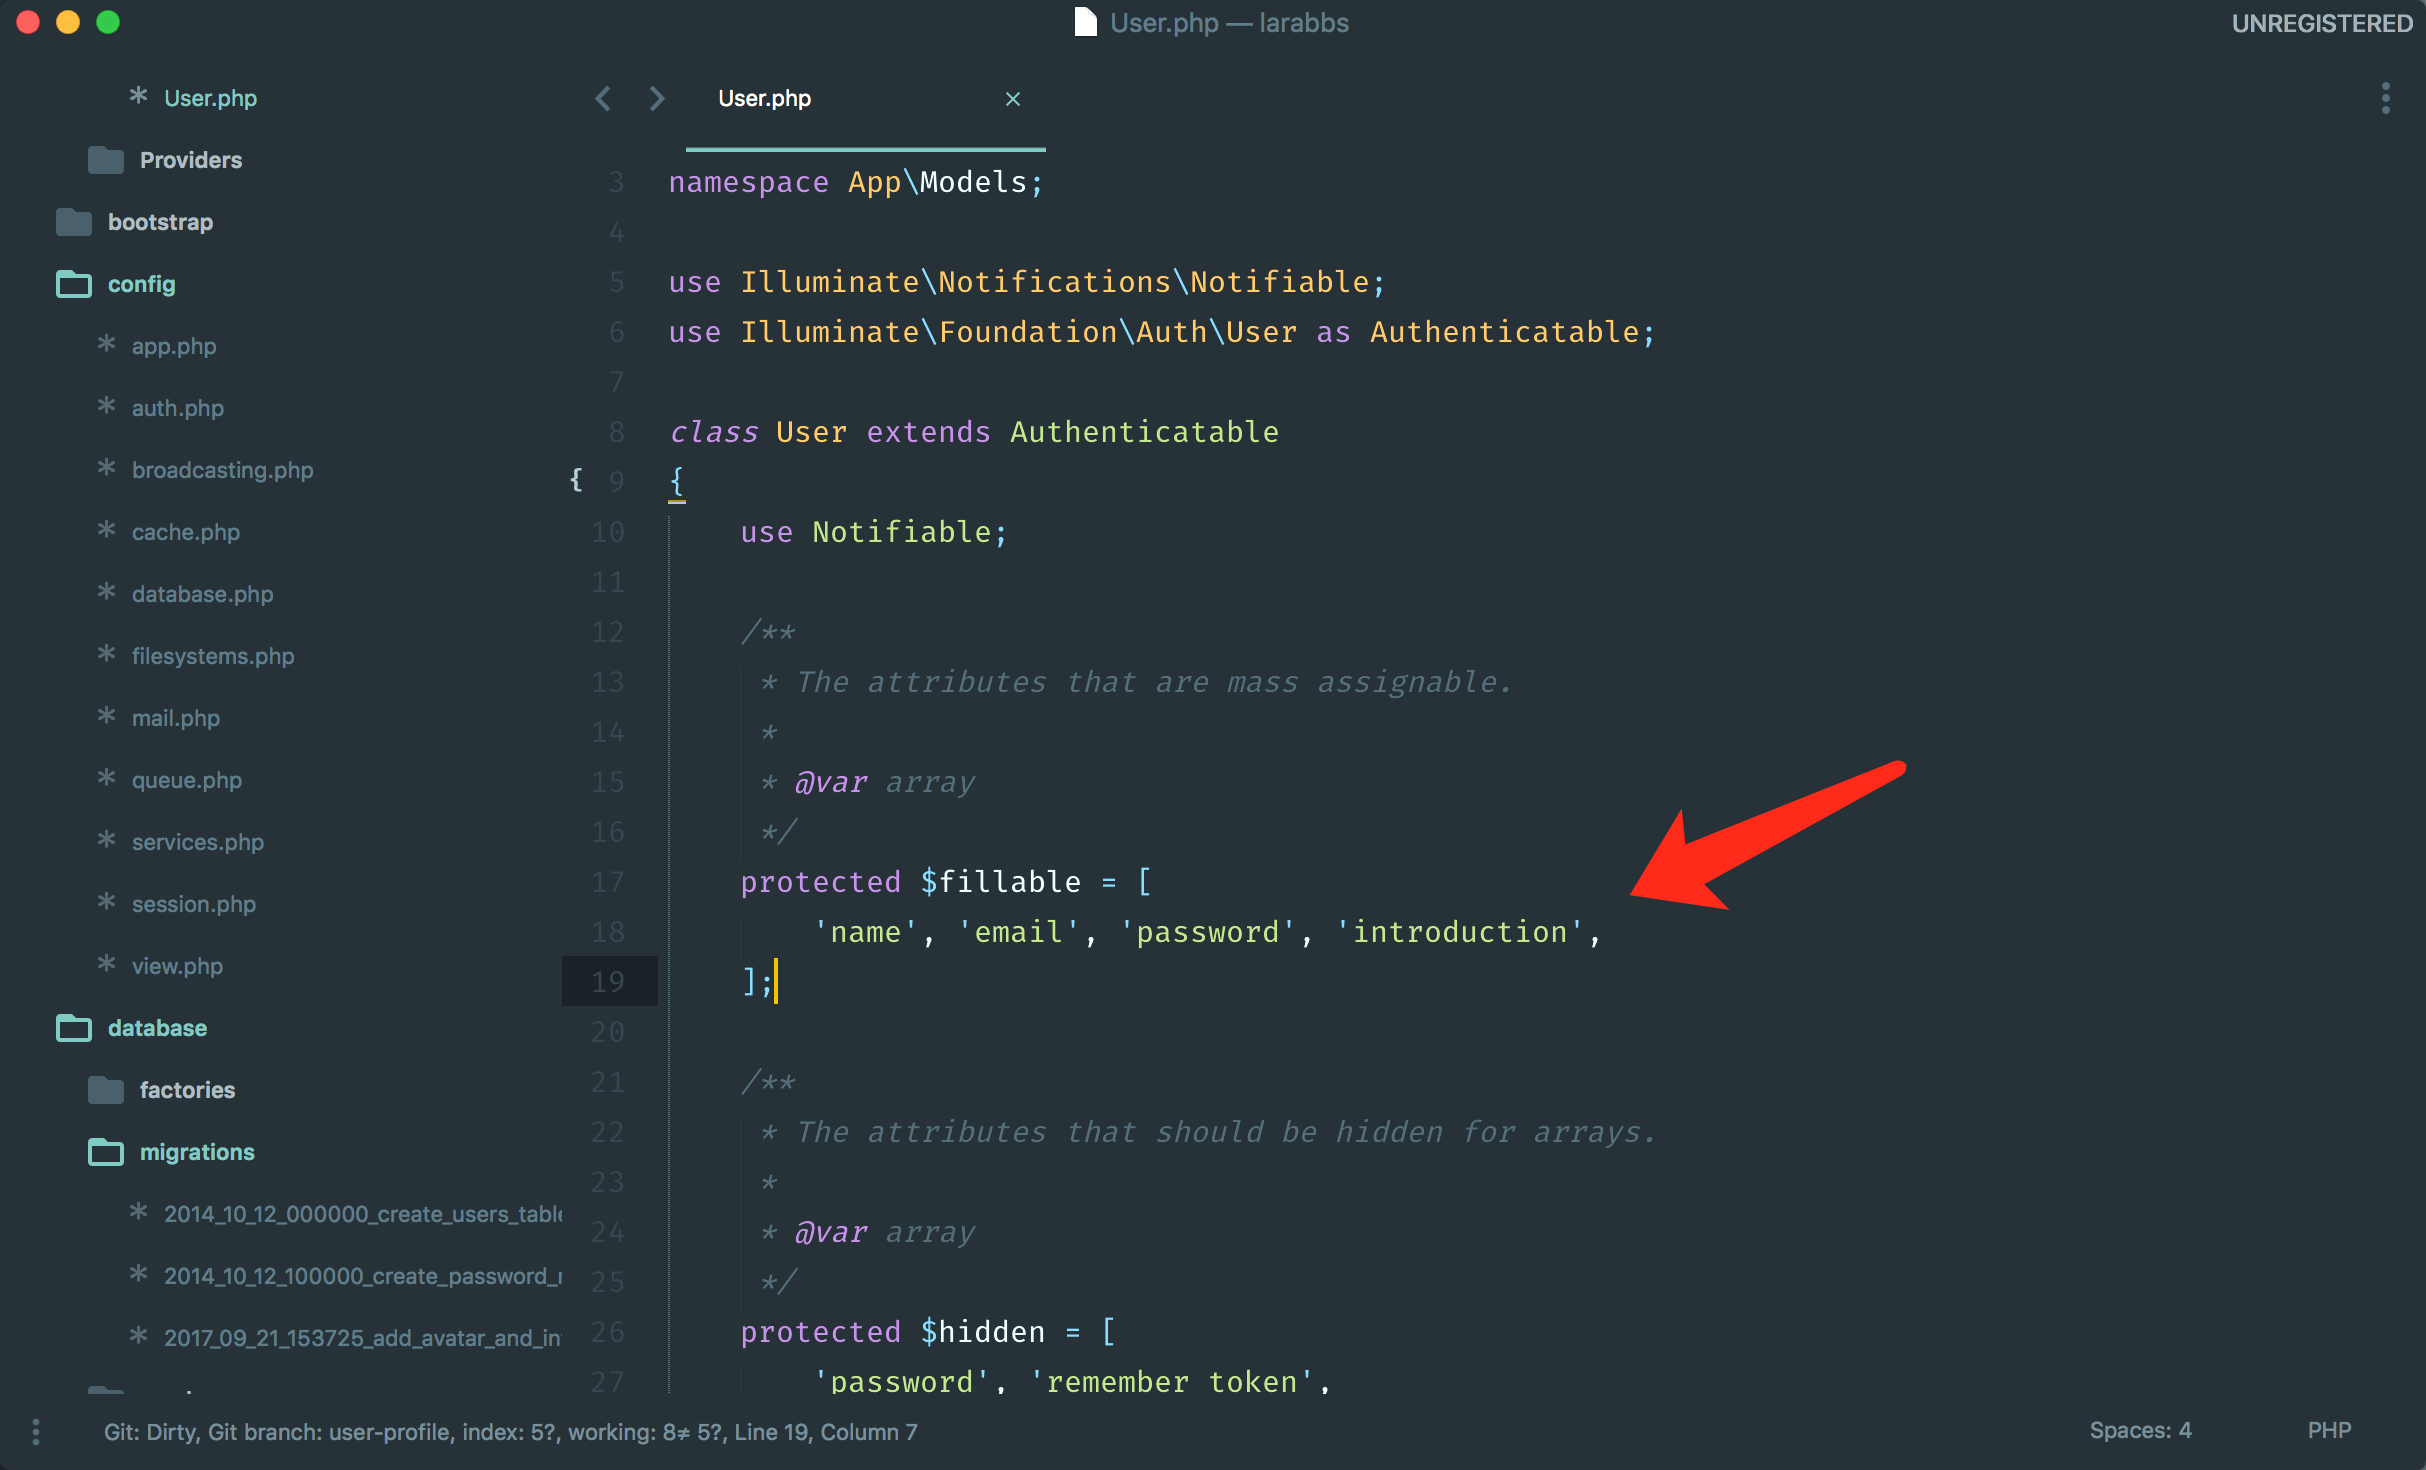 User.php — larabbs
UNREGISTERED
* User.php
Providers
bootstrap
config
* app.php
* auth.php
* broadcasting.php
* cache.php
* database.php
* filesystems.php
* mail.php
* queue.php
* services.php
* session.php
* view.php
database
factories
migrations
* 2014_10_12_000000_create_users_table
* 2014_10_12_100000_create_password_r
* 2017_09_21_153725_add_avatar_and_in
User.php ×
3 namespace App\Models;
4
5 use Illuminate\Notifications\Notifiable;
6 use Illuminate\Foundation\Auth\User as Authenticatable;
7
8 class User extends Authenticatable
{ 9 {
10 use Notifiable;
11
12 /**
13 * The attributes that are mass assignable.
14 *
15 * @var array
16 */
17 protected $fillable = [
18 'name', 'email', 'password', 'introduction',
19 ];
20
21 /**
22 * The attributes that should be hidden for arrays.
23 *
24 * @var array
25 */
26 protected $hidden = [
27 'password', 'remember_token',
Git: Dirty, Git branch: user-profile, index: 5?, working: 8≠ 5?, Line 19, Column 7
Spaces: 4
PHP